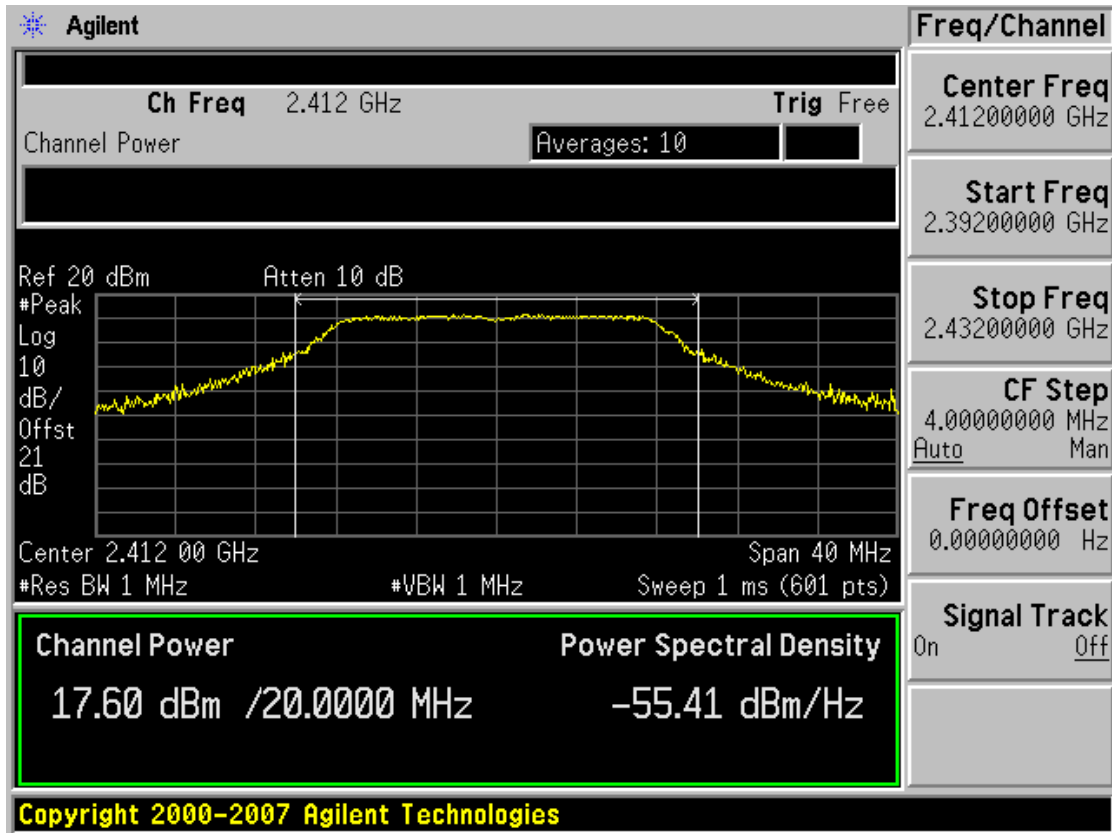 Agilent
Ch Freq 2.412 GHz Trig Free
Channel Power Averages: 10
Ref 20 dBm Atten 10 dB
#Peak
Log
10
dB/
Offst
21
dB
Center 2.412 00 GHz Span 40 MHz
#Res BW 1 MHz #VBW 1 MHz Sweep 1 ms (601 pts)
Channel Power Power Spectral Density
17.60 dBm /20.0000 MHz -55.41 dBm/Hz
Copyright 2000-2007 Agilent Technologies
Freq/Channel
Center Freq
2.41200000 GHz
Start Freq
2.39200000 GHz
Stop Freq
2.43200000 GHz
CF Step
4.00000000 MHz
Auto Man
Freq Offset
0.00000000 Hz
Signal Track
On Off